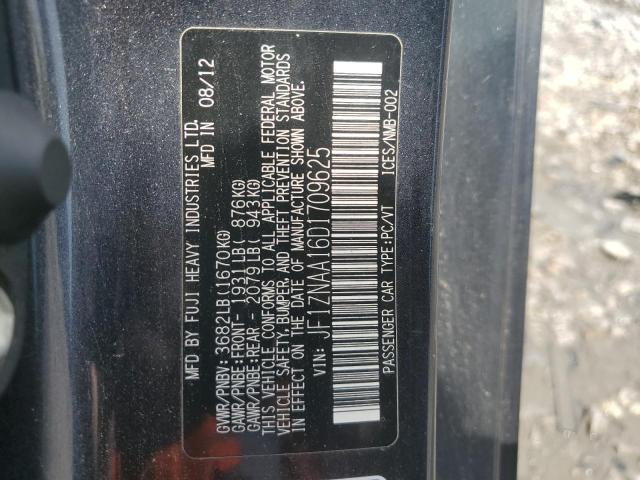 MFD BY FUJI HEAVY INDUSTRIES LTD. MFD IN 08/12
GVWR/PNBV: 3682LB(1670KG)
GAWR/PNBE:FRONT- 1931LB( 876KG)
GAWR/PNBE:REAR - 2079LB( 943KG)
THIS VEHICLE CONFORMS TO ALL APPLICABLE FEDERAL MOTOR
VEHICLE SAFETY,BUMPER,AND THEFT PREVENTION STANDARDS
IN EFFECT ON THE DATE OF MANUFACTURE SHOWN ABOVE.
VIN: JF1ZNAA16D1709625
PASSENGER CAR TYPE:PC/VT ICES/NMB-002